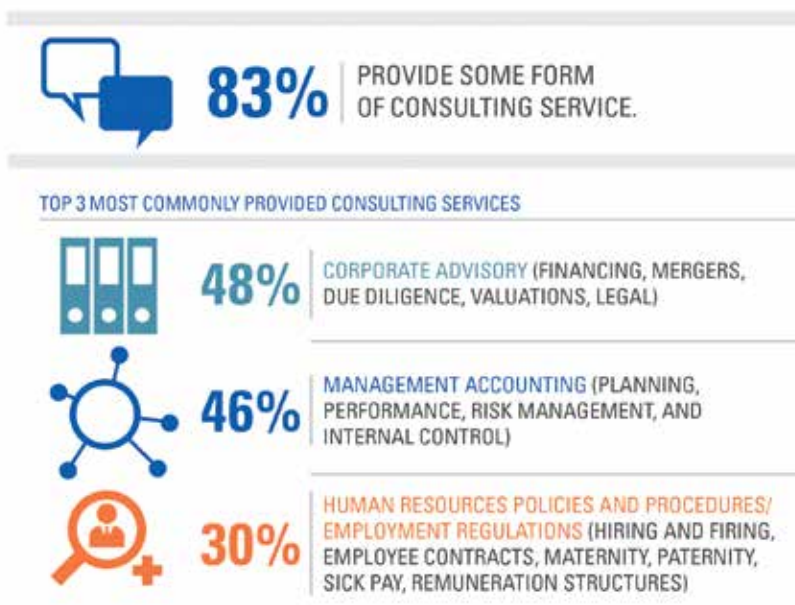 83%
PROVIDE SOME FORM
OF CONSULTING SERVICE.
TOP 3 MOST COMMONLY PROVIDED CONSULTING SERVICES
48%
CORPORATE ADVISORY (FINANCING, MERGERS,
DUE DILIGENCE, VALUATIONS, LEGAL)
46%
MANAGEMENT ACCOUNTING (PLANNING,
PERFORMANCE, RISK MANAGEMENT, AND
INTERNAL CONTROL)
30%
HUMAN RESOURCES POLICIES AND PROCEDURES/
EMPLOYMENT REGULATIONS (HIRING AND FIRING,
EMPLOYEE CONTRACTS, MATERNITY, PATERNITY,
SICK PAY, REMUNERATION STRUCTURES)